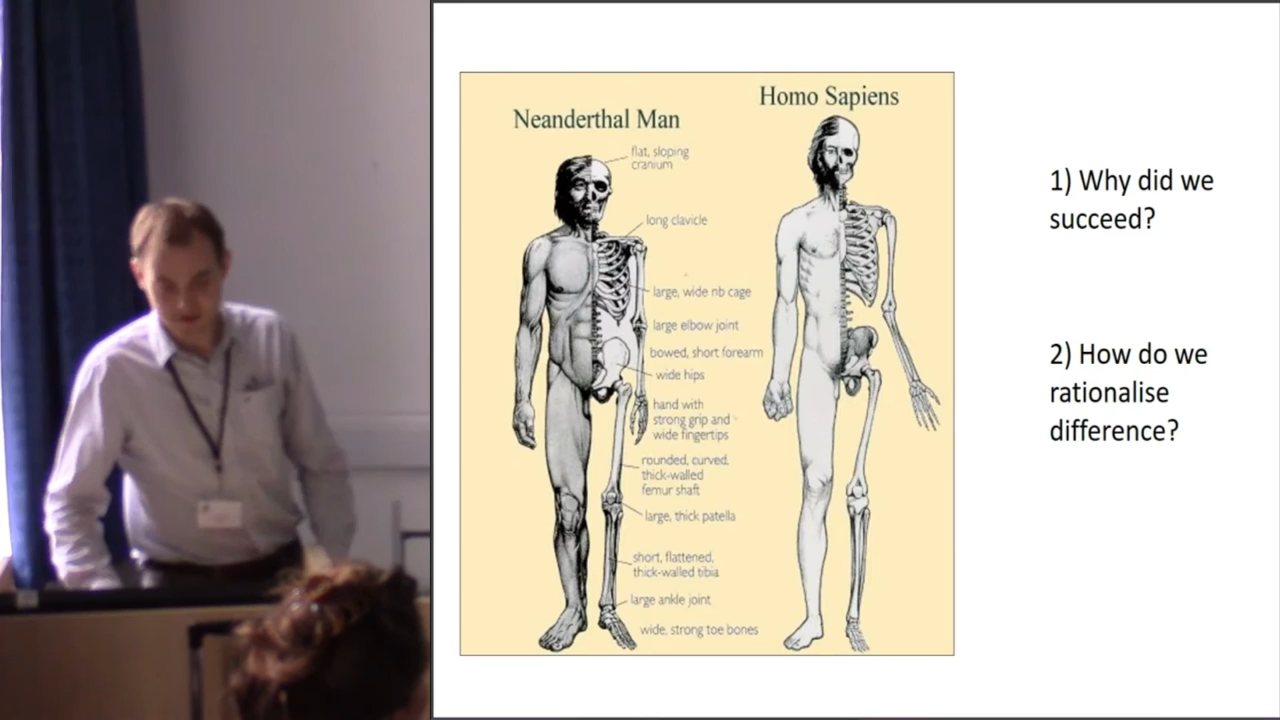 Neanderthal Man
Homo Sapiens
flat, sloping
cranium
long clavicle
large, wide rib cage
large elbow joint
bowed, short forearm
wide hips
hand with
strong grip and
wide fingertips
rounded, curved,
thick-walled
femur shaft
large, thick patella
short, flattened,
thick-walled tibia
large ankle joint
wide, strong toe bones
1) Why did we
succeed?
2) How do we
rationalise
difference?